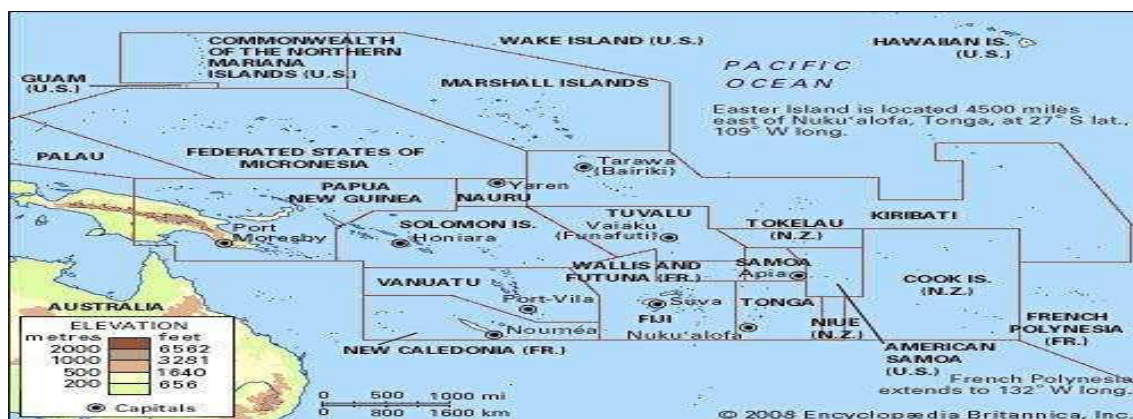 COMMONWEALTH
OF THE NORTHERN
MARIANA
ISLANDS (U.S.)
WAKE ISLAND (U.S.)
HAWAIIAN IS.
(U.S.)
GUAM
(U.S.)
MARSHALL ISLANDS
PACIFIC
OCEAN
Easter Island is located 4500 miles
east of Nuku'alofa, Tonga, at 27° S lat.,
109° W long.
PALAU
FEDERATED STATES OF
MICRONESIA
Tarawa
(Bairiki)
Yaren
NAURU
PAPUA
NEW GUINEA
Port
Moresby
SOLOMON IS.
Honiara
TUVALU
Vaiaku
(Funafuti)
TOKELAU
(N.Z.)
KIRIBATI
WALLIS AND
FUTUNA (FR.)
SAMOA
Apia
COOK IS.
(N.Z.)
VANUATU
Port-Vila
Suva
FIJI
TONGA
Nuku'alofa
NIUE
(N.Z.)
FRENCH
POLYNESIA
(FR.)
AUSTRALIA
Nouméa
NEW CALEDONIA (FR.)
AMERICAN
SAMOA
(U.S.)
French Polynesia
extends to 132° W long.
ELEVATION
metres feet
2000 6562
1000 3281
500 1640
200 656
Capitals
0 500 1000 mi
0 800 1600 km
© 2008 Encyclopædia Britannica, Inc.